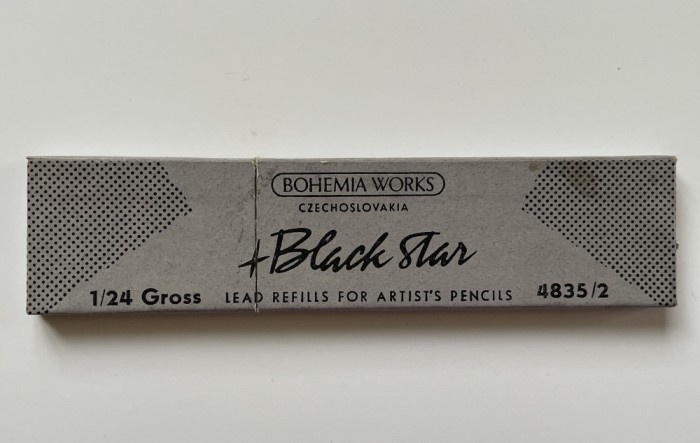 BOHEMIA WORKS
CZECHOSLOVAKIA
+Black Star
1/24 Gross LEAD REFILLS FOR ARTIST'S PENCILS 4835/2